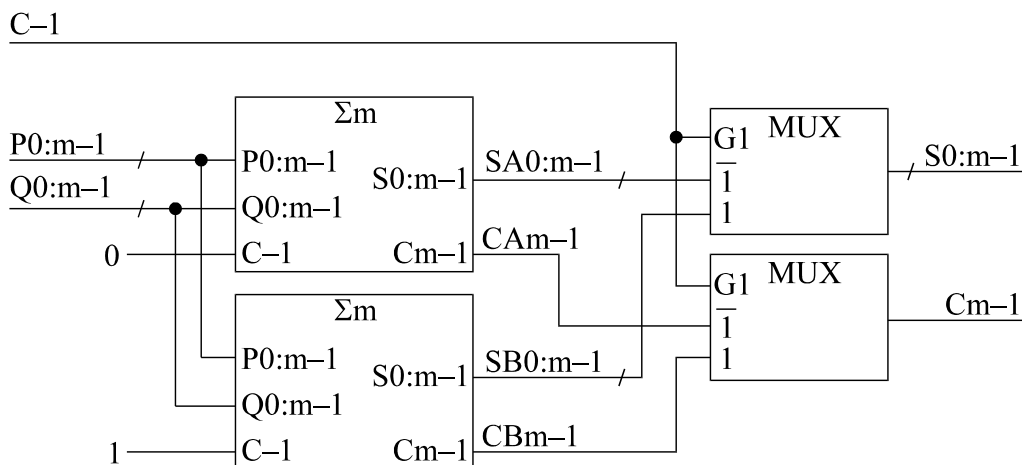 C–1
Σm
MUX
P0:m–1
G1
P0:m–1
S0:m–1
SA0:m–1
1̅
S0:m–1
Q0:m–1
Q0:m–1
1
0
C–1
Cm–1
CAm–1
MUX
G1
Σm
1̅
Cm–1
P0:m–1
1
S0:m–1
SB0:m–1
Q0:m–1
1
C–1
Cm–1
CBm–1